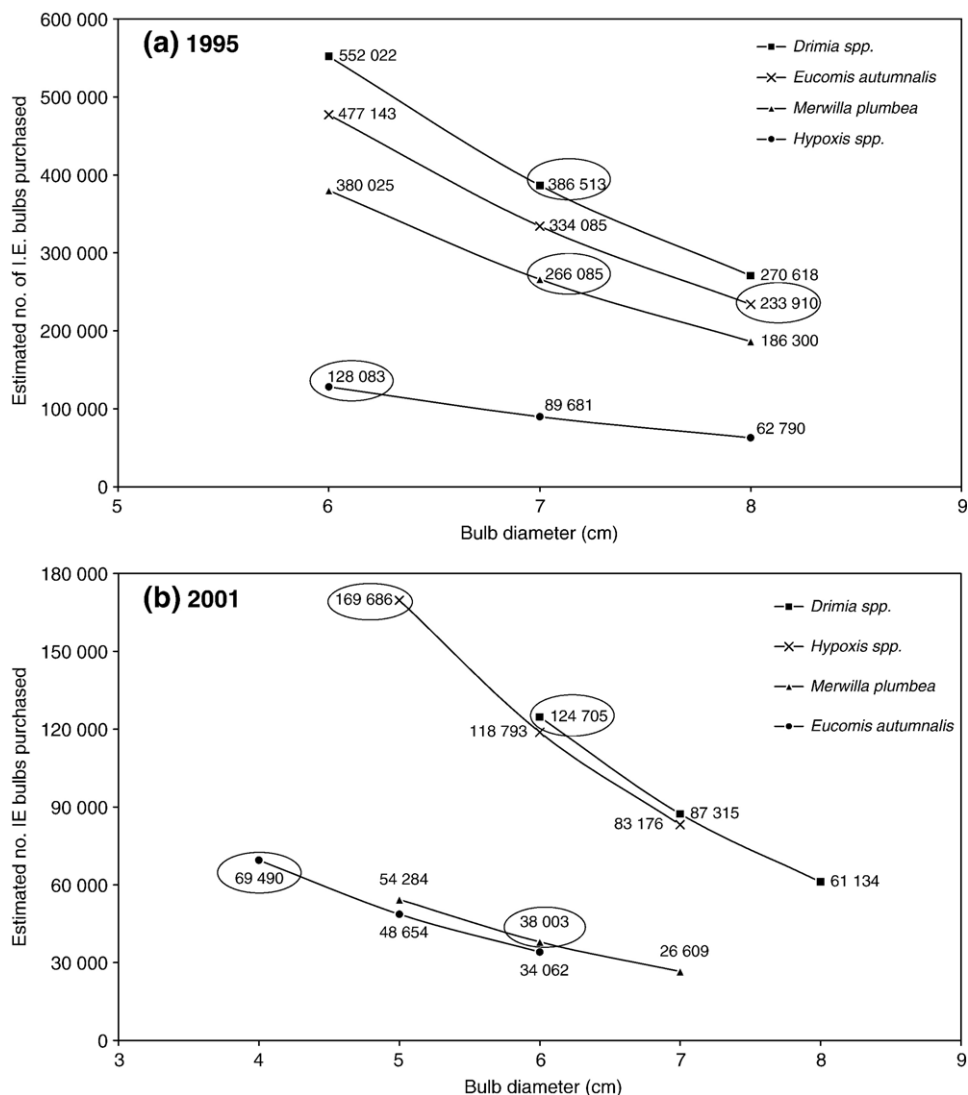 (a) 1995
Estimated no. of I.E. bulbs purchased
600 000
500 000
400 000
300 000
200 000
100 000
0
552 022
477 143
380 025
386 513
334 085
266 085
270 618
233 910
186 300
128 083
89 681
62 790
Drimia spp.
Eucomis autumnalis
Merwilla plumbea
Hypoxis spp.
5 6 7 8 9
Bulb diameter (cm)
(b) 2001
Estimated no. IE bulbs purchased
180 000
150 000
120 000
90 000
60 000
30 000
0
169 686
124 705
118 793
87 315
83 176
61 134
69 490
54 284
48 654
38 003
34 062
26 609
Drimia spp.
Hypoxis spp.
Merwilla plumbea
Eucomis autumnalis
3 4 5 6 7 8 9
Bulb diameter (cm)